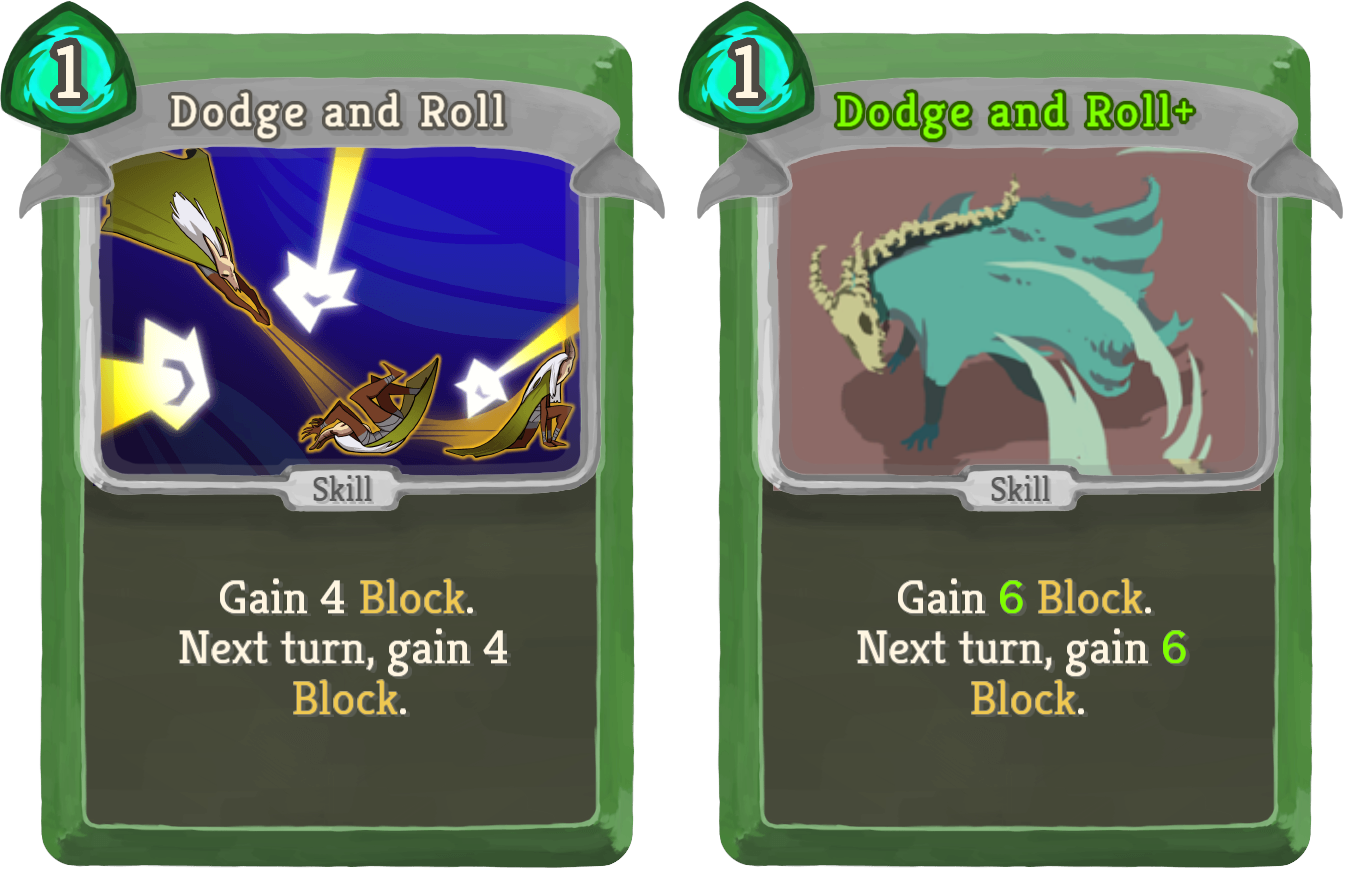 1
Dodge and Roll
Skill
Gain 4 Block.
Next turn, gain 4
Block.
1
Dodge and Roll+
Skill
Gain 6 Block.
Next turn, gain 6
Block.